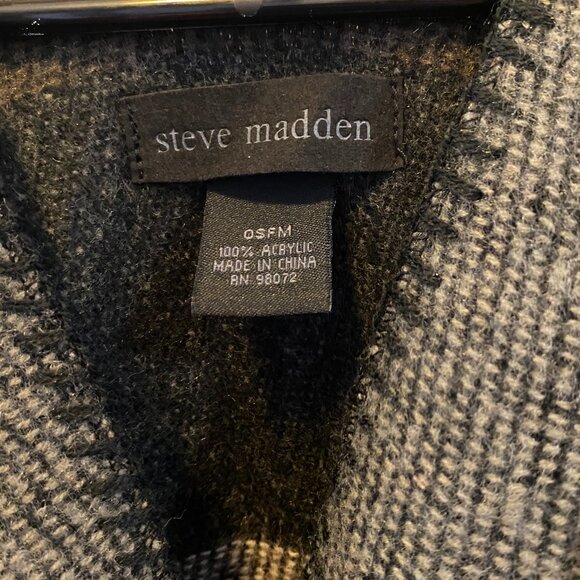 steve madden
OSFM
100% ACRYLIC
MADE IN CHINA
RN 98072